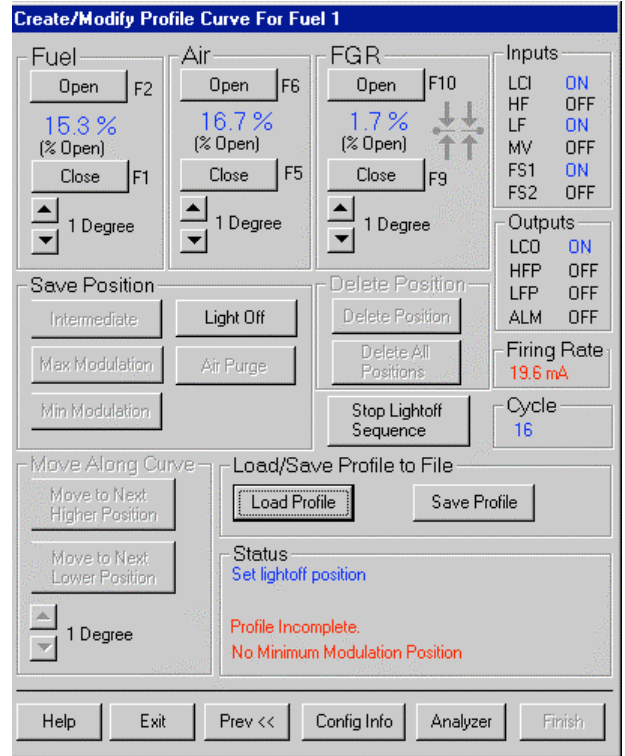 Create/Modify Profile Curve For Fuel 1
Fuel
Open F2
15.3 %
(% Open)
Close F1
1 Degree
Air
Open F6
16.7 %
(% Open)
Close F5
1 Degree
FGR
Open F10
1.7 %
(% Open)
Close F9
1 Degree
Inputs
LCI ON
HF OFF
LF ON
MV OFF
FS1 ON
FS2 OFF
Outputs
LCO ON
HFP OFF
LFP OFF
ALM OFF
Save Position
Intermediate
Light Off
Max Modulation
Air Purge
Min Modulation
Delete Position
Delete Position
Delete All
Positions
Stop Lightoff
Sequence
Firing Rate
19.6 mA
Cycle
16
Move Along Curve
Move to Next
Higher Position
Move to Next
Lower Position
1 Degree
Load/Save Profile to File
Load Profile
Save Profile
Status
Set lightoff position
Profile Incomplete.
No Minimum Modulation Position
Help Exit Prev << Config Info Analyzer Finish